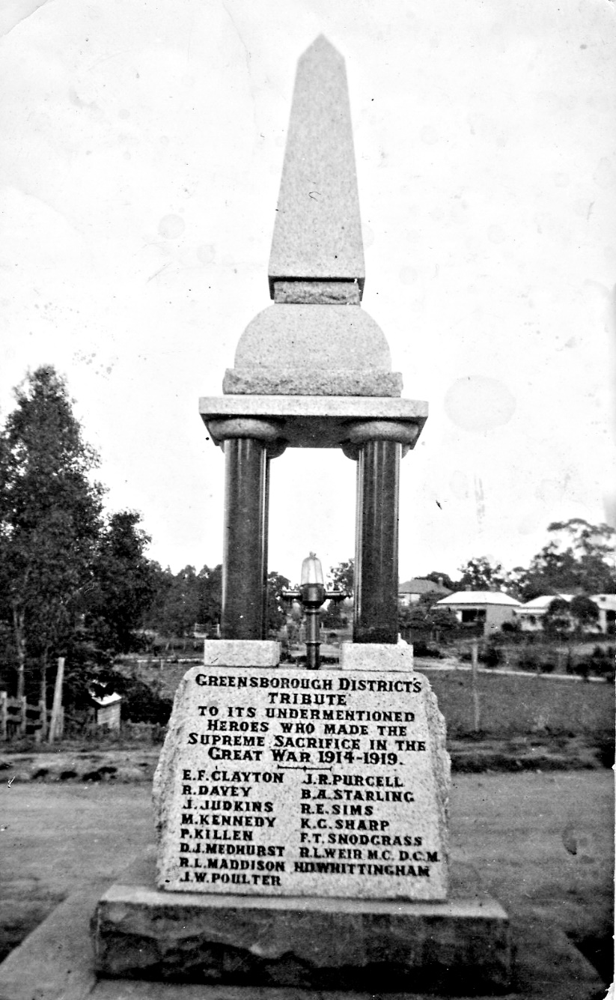 GREENSBOROUGH DISTRICTS
TRIBUTE
TO ITS UNDERMENTIONED
HEROES WHO MADE THE
SUPREME SACRIFICE IN THE
GREAT WAR 1914-1919.
E.F. CLAYTON
R. DAVEY
J. JUDKINS
M. KENNEDY
P. KILLEN
D.J. MEDHURST
R.L. MADDISON
J.W. POULTER
J.R. PURCELL
B.A. STARLING
R.E. SIMS
K.G. SHARP
F.T. SNODGRASS
R.L. WEIR M.C. D.C.M.
H.D. WHITTINGHAM